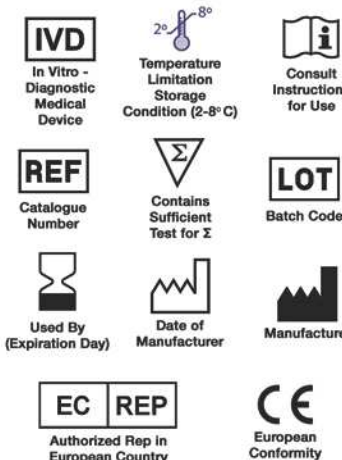 IVD
In Vitro -
Diagnostic
Medical
Device
2° 8°
Temperature
Limitation
Storage
Condition (2-8° C)
i
Consult
Instruction
for Use
REF
Catalogue
Number
Σ
Contains
Sufficient
Test for Σ
LOT
Batch Code
Used By
(Expiration Day)
Date of
Manufacturer
Manufacture
EC REP
Authorized Rep in
European Country
CE
European
Conformity